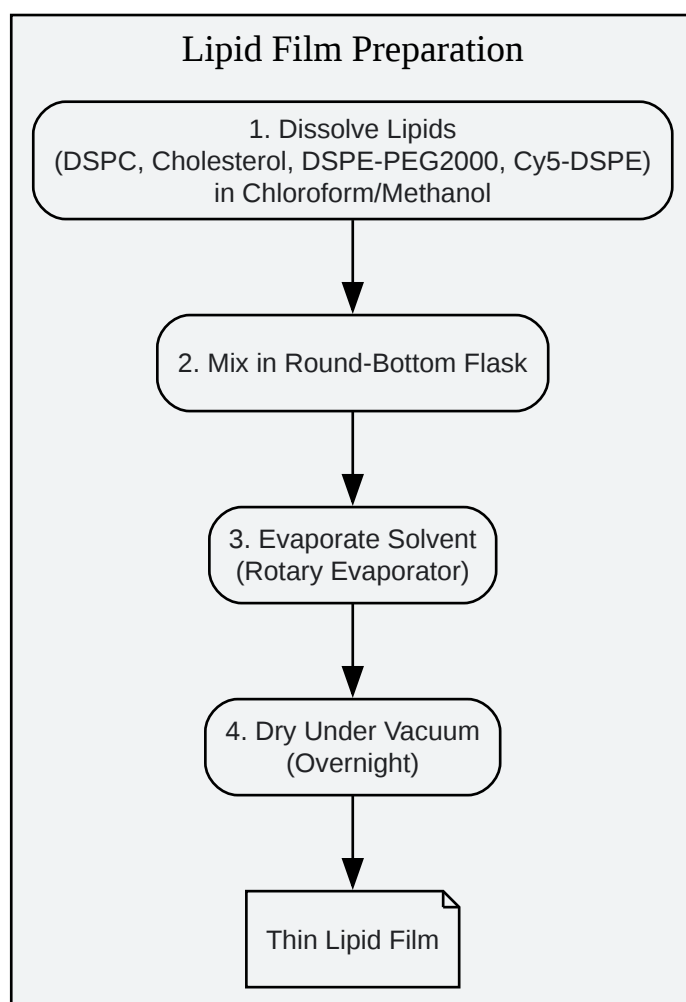 Lipid Film Preparation
1. Dissolve Lipids
(DSPC, Cholesterol, DSPE-PEG2000, Cy5-DSPE)
in Chloroform/Methanol
2. Mix in Round-Bottom Flask
3. Evaporate Solvent
(Rotary Evaporator)
4. Dry Under Vacuum
(Overnight)
Thin Lipid Film